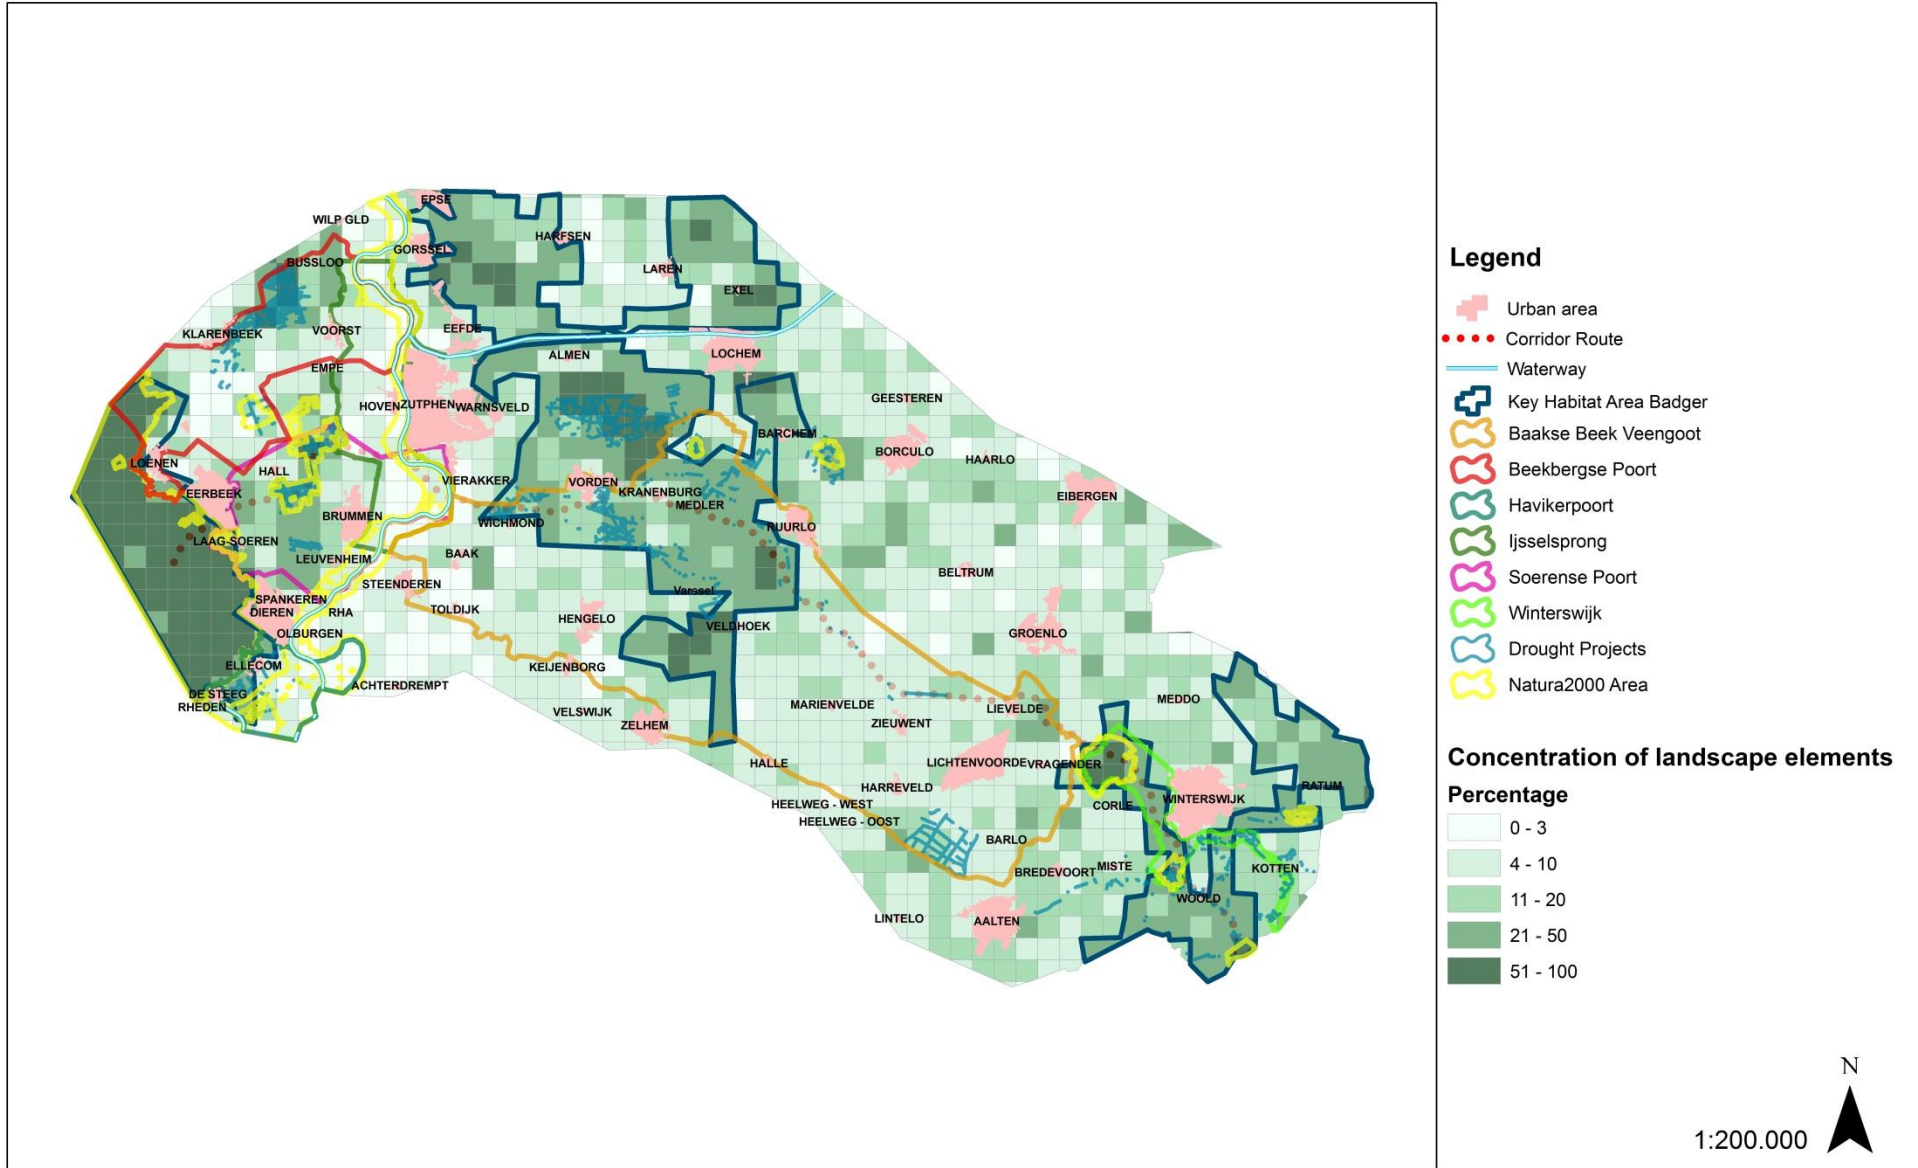 EPSE
WILP GLD
HARFSEN
GORSSEL
BUSSLOO
LAREN
EXEL
KLARENBEEK
VOORST
EEFDE
ALMEN
LOCHEM
EMPE
GEESTEREN
HOVEN
ZUTPHEN
WARNSVELD
BARCHEM
BORCULO
HAARLO
LOENEN
HALL
VIERAKKER
VORDEN
KRANENBURG
EERBEEK
MEDLER
EIBERGEN
BRUMMEN
WICHMOND
RUURLO
LAAG-SOEREN
LEUVENHEIM
BAAK
BELTRUM
STEENDEREN
Varssel
SPANKEREN
DIEREN
RHA
TOLDIJK
HENGELO
VELDHOEK
OLBURGEN
GROENLO
ELLECOM
KEIJENBORG
ACHTERDREMPT
DE STEEG
RHEDEN
MARIENVELDE
LIEVELDE
MEDDO
VELSWIJK
ZELHEM
ZIEUWENT
HALLE
LICHTENVOORDE
VRAGENDER
HARREVELD
RATUM
HEELWEG - WEST
CORLE
WINTERSWIJK
HEELWEG - OOST
BARLO
BREDEVOORT
MISTE
KOTTEN
WOOLD
LINTELO
AALTEN
Legend
Urban area
Corridor Route
Waterway
Key Habitat Area Badger
Baakse Beek Veengoot
Beekbergse Poort
Havikerpoort
Ijsselsprong
Soerense Poort
Winterswijk
Drought Projects
Natura2000 Area
Concentration of landscape elements
Percentage
0 - 3
4 - 10
11 - 20
21 - 50
51 - 100
N
1:200.000